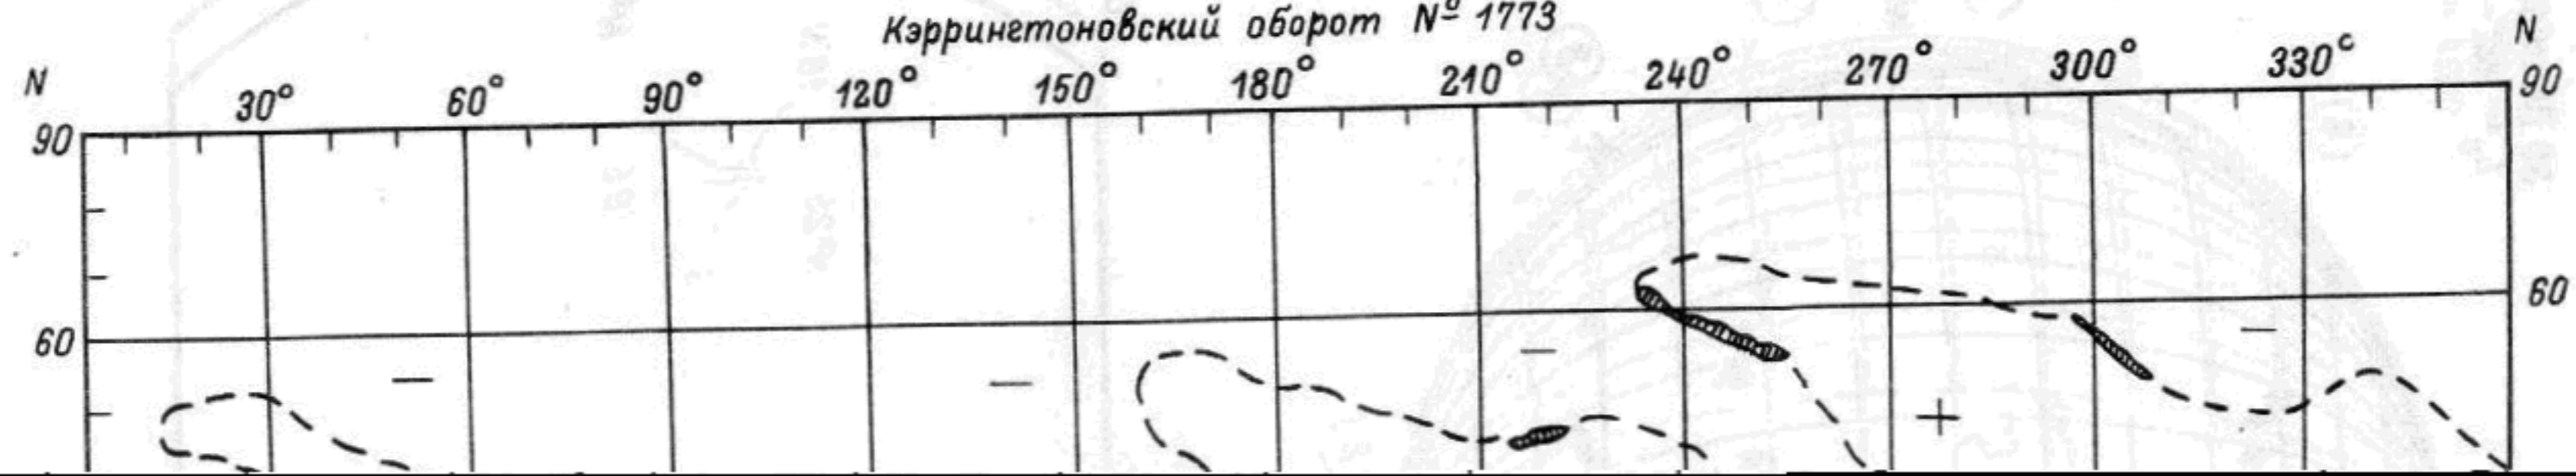 Кэррингтоновский оборот № 1773
N 30° 60° 90° 120° 150° 180° 210° 240° 270° 300° 330° N
90 90
60 60
− − − −
+